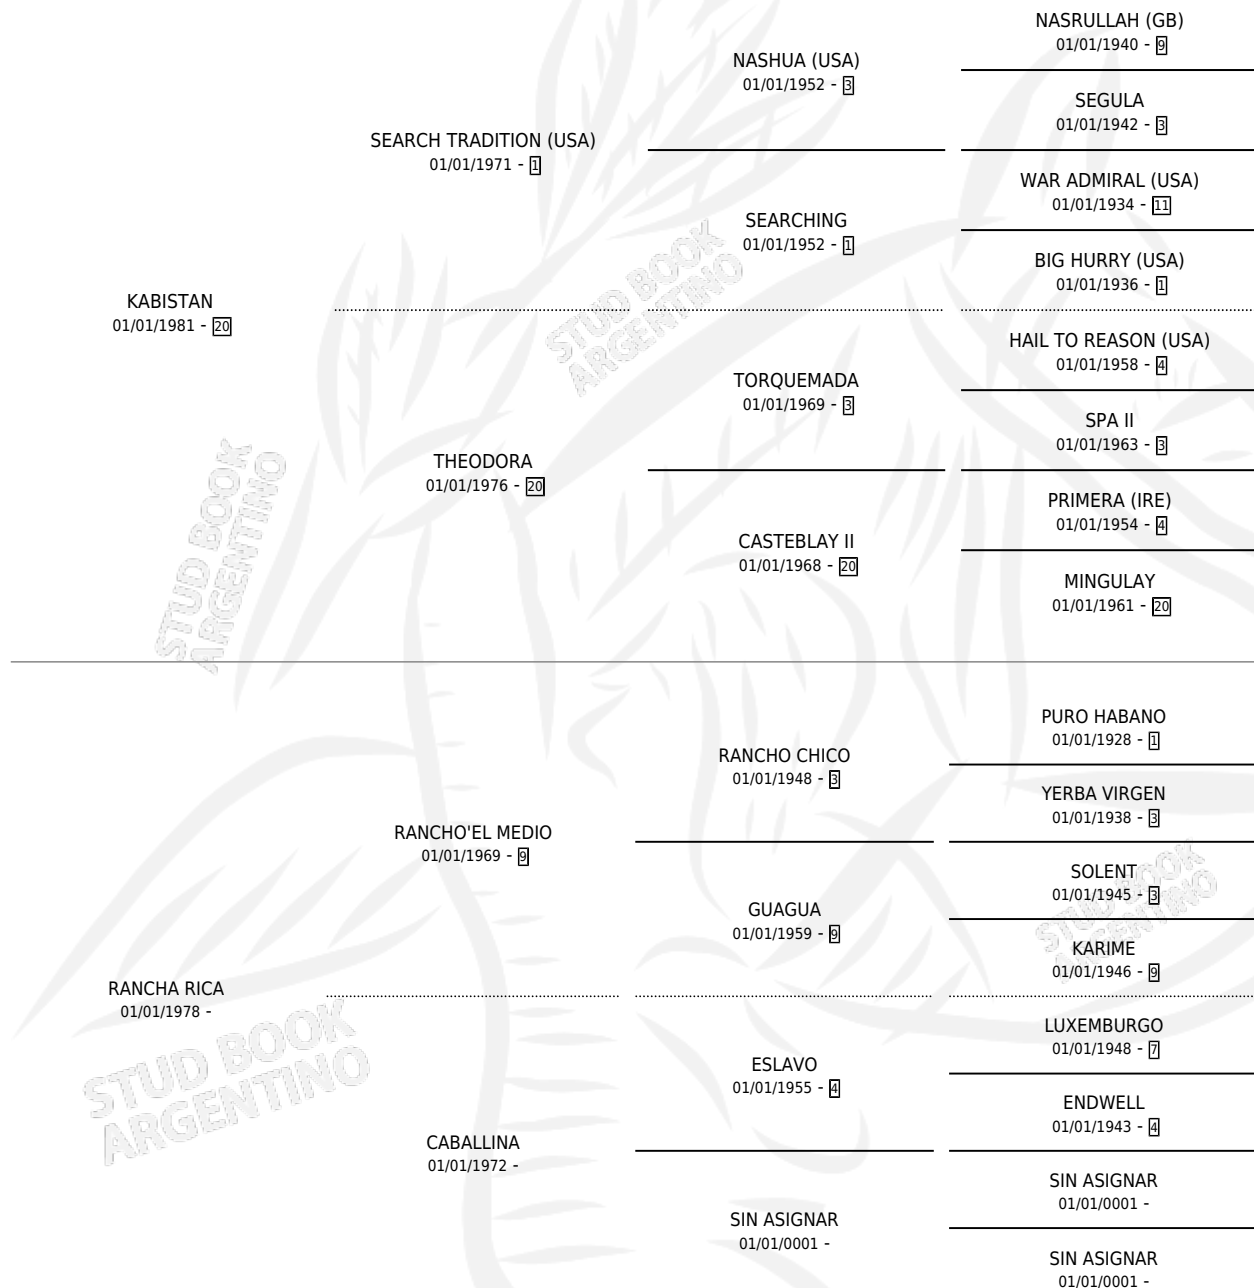 NASRULLAH (GB)
01/01/1940 - 9
NASHUA (USA)
01/01/1952 - 3
SEGULA
01/01/1942 - 3
SEARCH TRADITION (USA)
01/01/1971 - 1
WAR ADMIRAL (USA)
01/01/1934 - 11
SEARCHING
01/01/1952 - 1
BIG HURRY (USA)
01/01/1936 - 1
KABISTAN
01/01/1981 - 20
HAIL TO REASON (USA)
01/01/1958 - 4
TORQUEMADA
01/01/1969 - 3
SPA II
01/01/1963 - 3
THEODORA
01/01/1976 - 20
PRIMERA (IRE)
01/01/1954 - 4
CASTEBLAY II
01/01/1968 - 20
MINGULAY
01/01/1961 - 20
PURO HABANO
01/01/1928 - 1
RANCHO CHICO
01/01/1948 - 3
YERBA VIRGEN
01/01/1938 - 3
RANCHO'EL MEDIO
01/01/1969 - 9
SOLENT
01/01/1945 - 3
GUAGUA
01/01/1959 - 9
KARIME
01/01/1946 - 9
RANCHA RICA
01/01/1978 -
LUXEMBURGO
01/01/1948 - 7
ESLAVO
01/01/1955 - 4
ENDWELL
01/01/1943 - 4
CABALLINA
01/01/1972 -
SIN ASIGNAR
01/01/0001 -
SIN ASIGNAR
01/01/0001 -
SIN ASIGNAR
01/01/0001 -
STUD BOOK
ARGENTINO
STUD BOOK
ARGENTINO
STUD BOOK
ARGENTINO
STUD BOOK
ARGENTINO